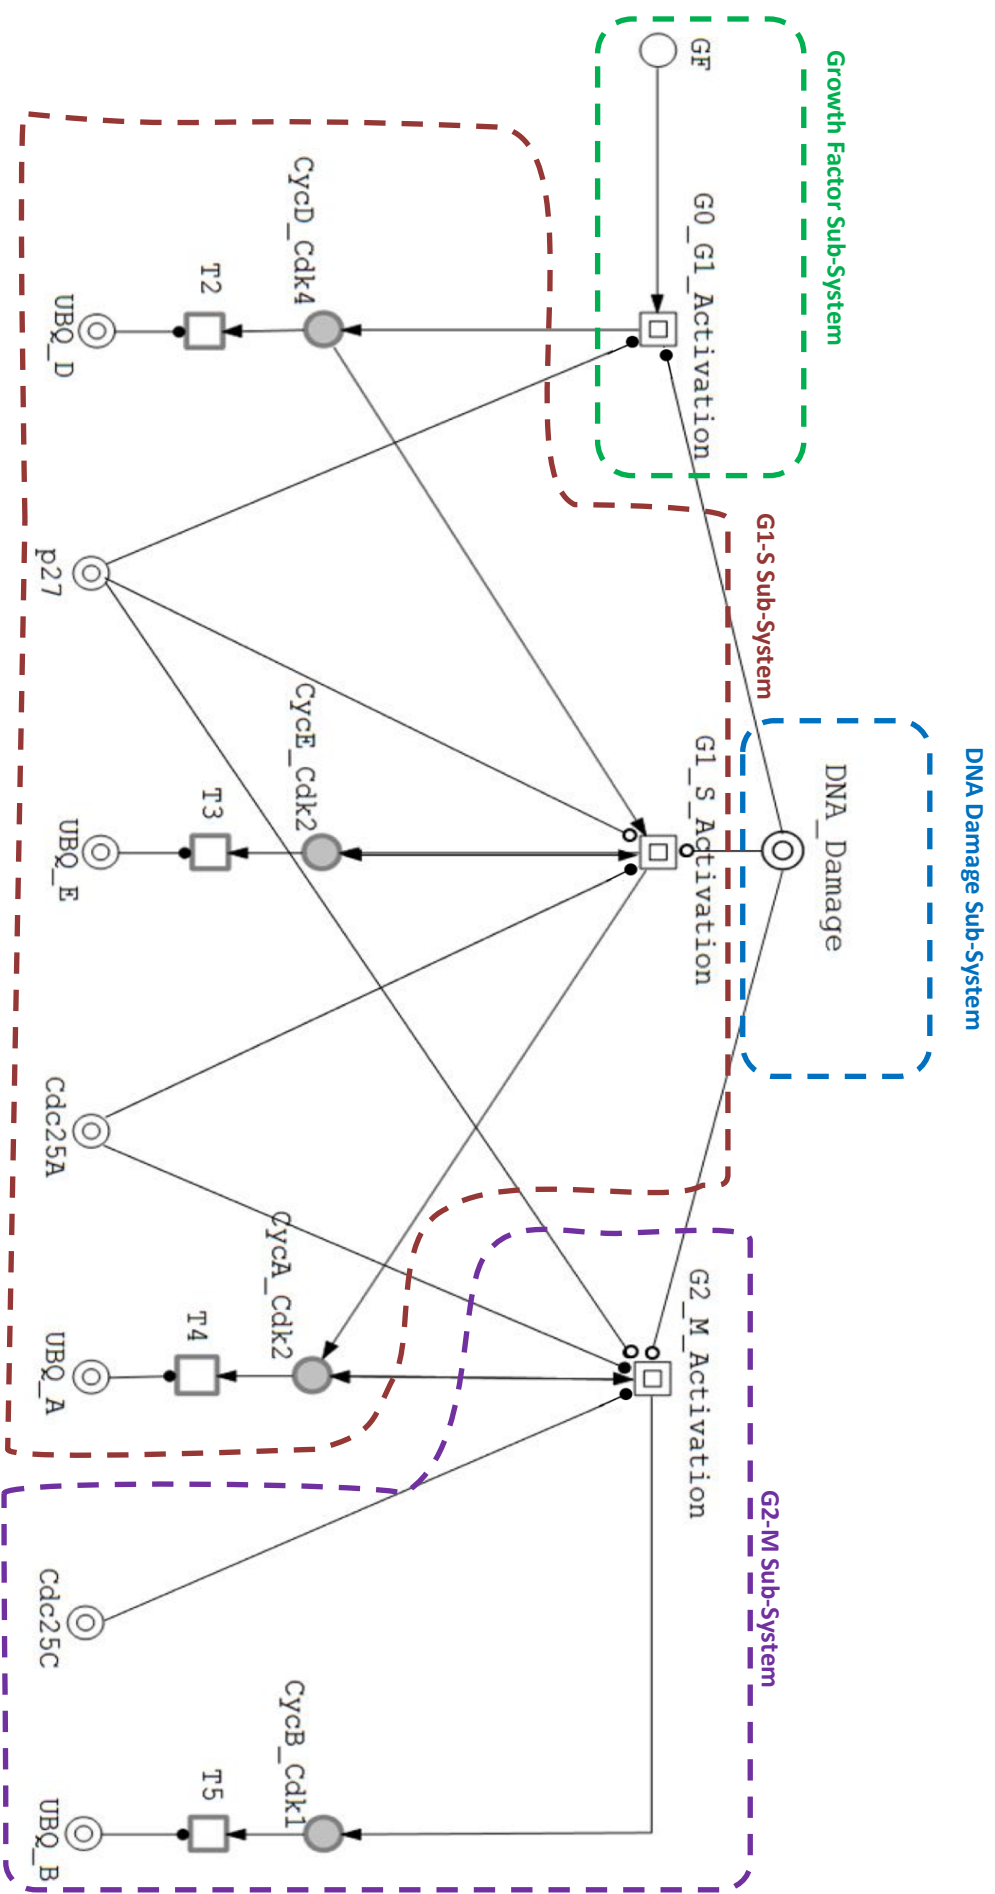 DNA Damage Sub-System
Growth Factor Sub-System
DNA_Damage
G1-S Sub-System
G2-M Sub-System
GF
G0_G1_Activation
G1_S_Activation
G2_M_Activation
CycD_Cdk4
CycE_Cdk2
CycA_Cdk2
CycB_Cdk1
T2
T3
T4
T5
UBQ_D
p27
UBQ_E
Cdc25A
UBQ_A
Cdc25C
UBQ_B